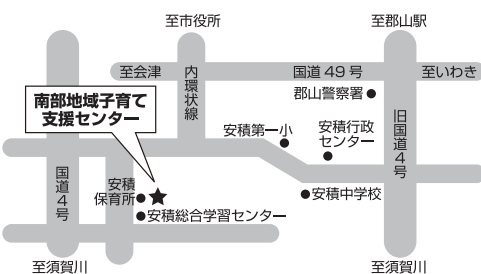 至市役所
至郡山駅
至会津
内環状線
国道49号
至いわき
郡山警察署
南部地域子育て
支援センター
安積第一小
安積行政
センター
旧国道4号
国道4号
安積
保育所
安積中学校
安積総合学習センター
至須賀川
至須賀川